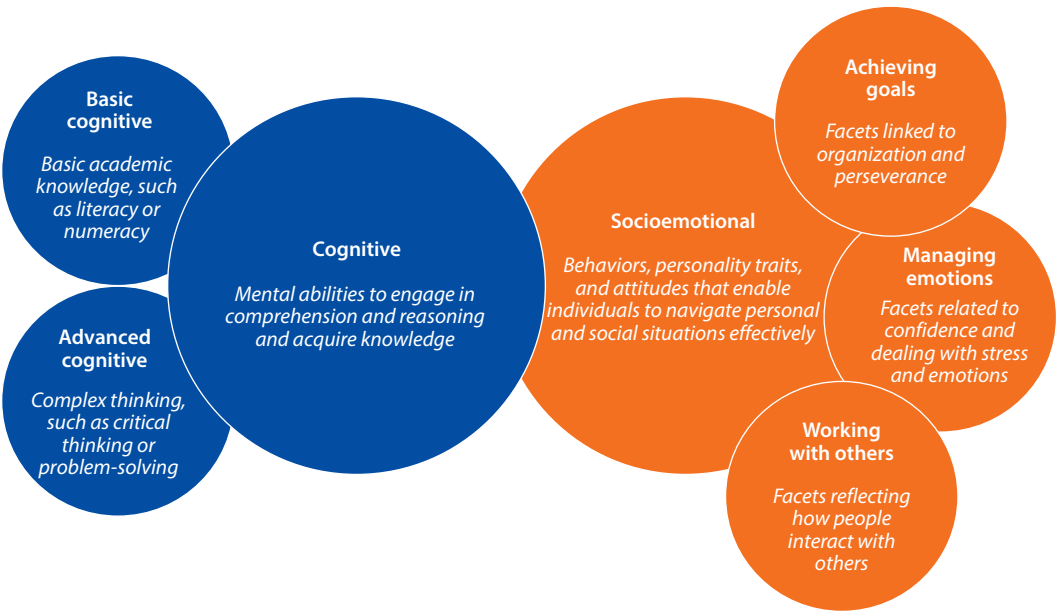 Basic
cognitive
Basic academic
knowledge, such
as literacy or
numeracy
Advanced
cognitive
Complex thinking,
such as critical
thinking or
problem-solving
Cognitive
Mental abilities to engage in
comprehension and reasoning
and acquire knowledge
Socioemotional
Behaviors, personality traits,
and attitudes that enable
individuals to navigate personal
and social situations effectively
Achieving
goals
Facets linked to
organization and
perseverance
Managing
emotions
Facets related to
confidence and
dealing with stress
and emotions
Working
with others
Facets reflecting
how people
interact with
others